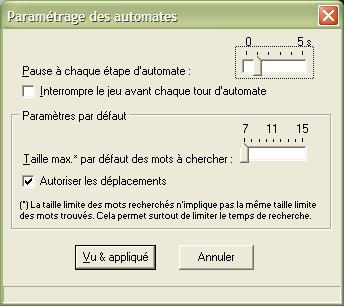 Paramétrage des automates
0 5 s
Pause à chaque étape d'automate :
Interrompre le jeu avant chaque tour d'automate
Paramètres par défaut
7 11 15
Taille max.* par défaut des mots à chercher :
Autoriser les déplacements
(*) La taille limite des mots recherchés n'implique pas la même taille limite
des mots trouvés. Cela permet surtout de limiter le temps de recherche.
Vu & appliqué Annuler